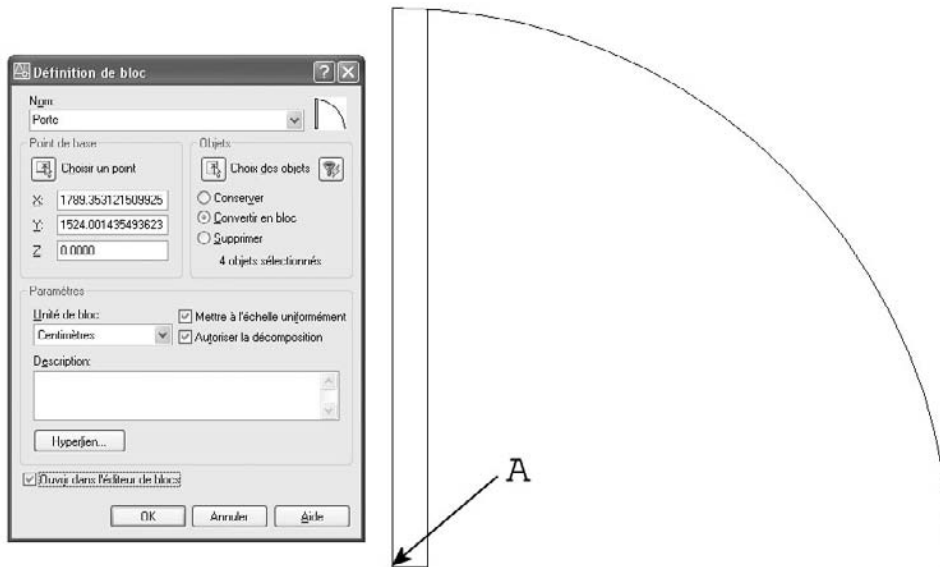 Définition de bloc
Nom:
Porte
Point de base
Choisir un point
X: 1789.353121509925
Y: 1524.001435493623
Z 0.0000
Objets
Choix des objets
Conserver
Convertir en bloc
Supprimer
4 objets sélectionnés
Paramètres
Unité de bloc:
Centimètres
Mettre à l'échelle uniformément
Autoriser la décomposition
Description:
Hyperlien...
Ouvrir dans l'éditeur de blocs
OK Annuler Aide
A